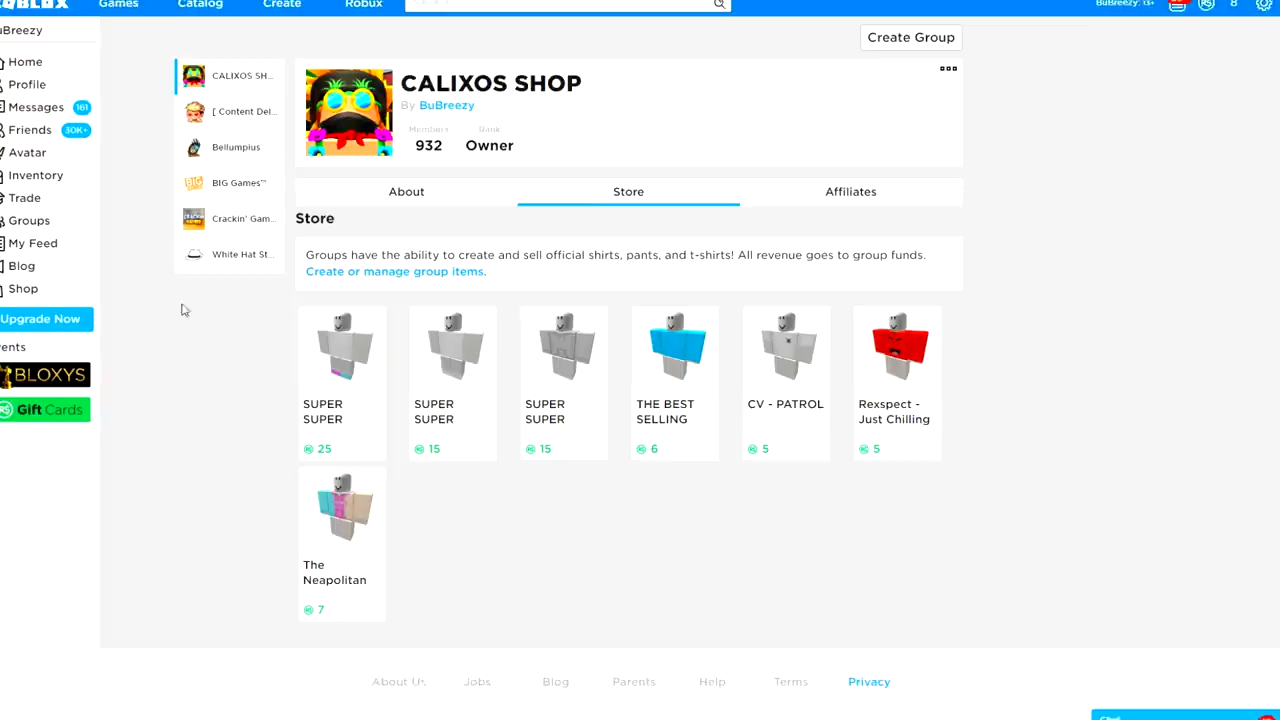 Games Catalog Create Robux BuBreezy: 13+ 8
uBreezy
Home
Profile
Messages 161
Friends 30K+
Avatar
Inventory
Trade
Groups
My Feed
Blog
Shop
Upgrade Now
ents
BLOXYS
Gift Cards
Create Group
CALIXOS SH...
[ Content Del...
Bellumpius
BIG Games™
Crackin' Gam...
White Hat St...
CALIXOS SHOP
By BuBreezy
Members Rank
932 Owner
About Store Affiliates
Store
Groups have the ability to create and sell official shirts, pants, and t-shirts! All revenue goes to group funds.
Create or manage group items.
SUPER
SUPER
25
SUPER
SUPER
15
SUPER
SUPER
15
THE BEST
SELLING
6
CV - PATROL
5
Rexspect -
Just Chilling
5
The
Neapolitan
7
About Us Jobs Blog Parents Help Terms Privacy